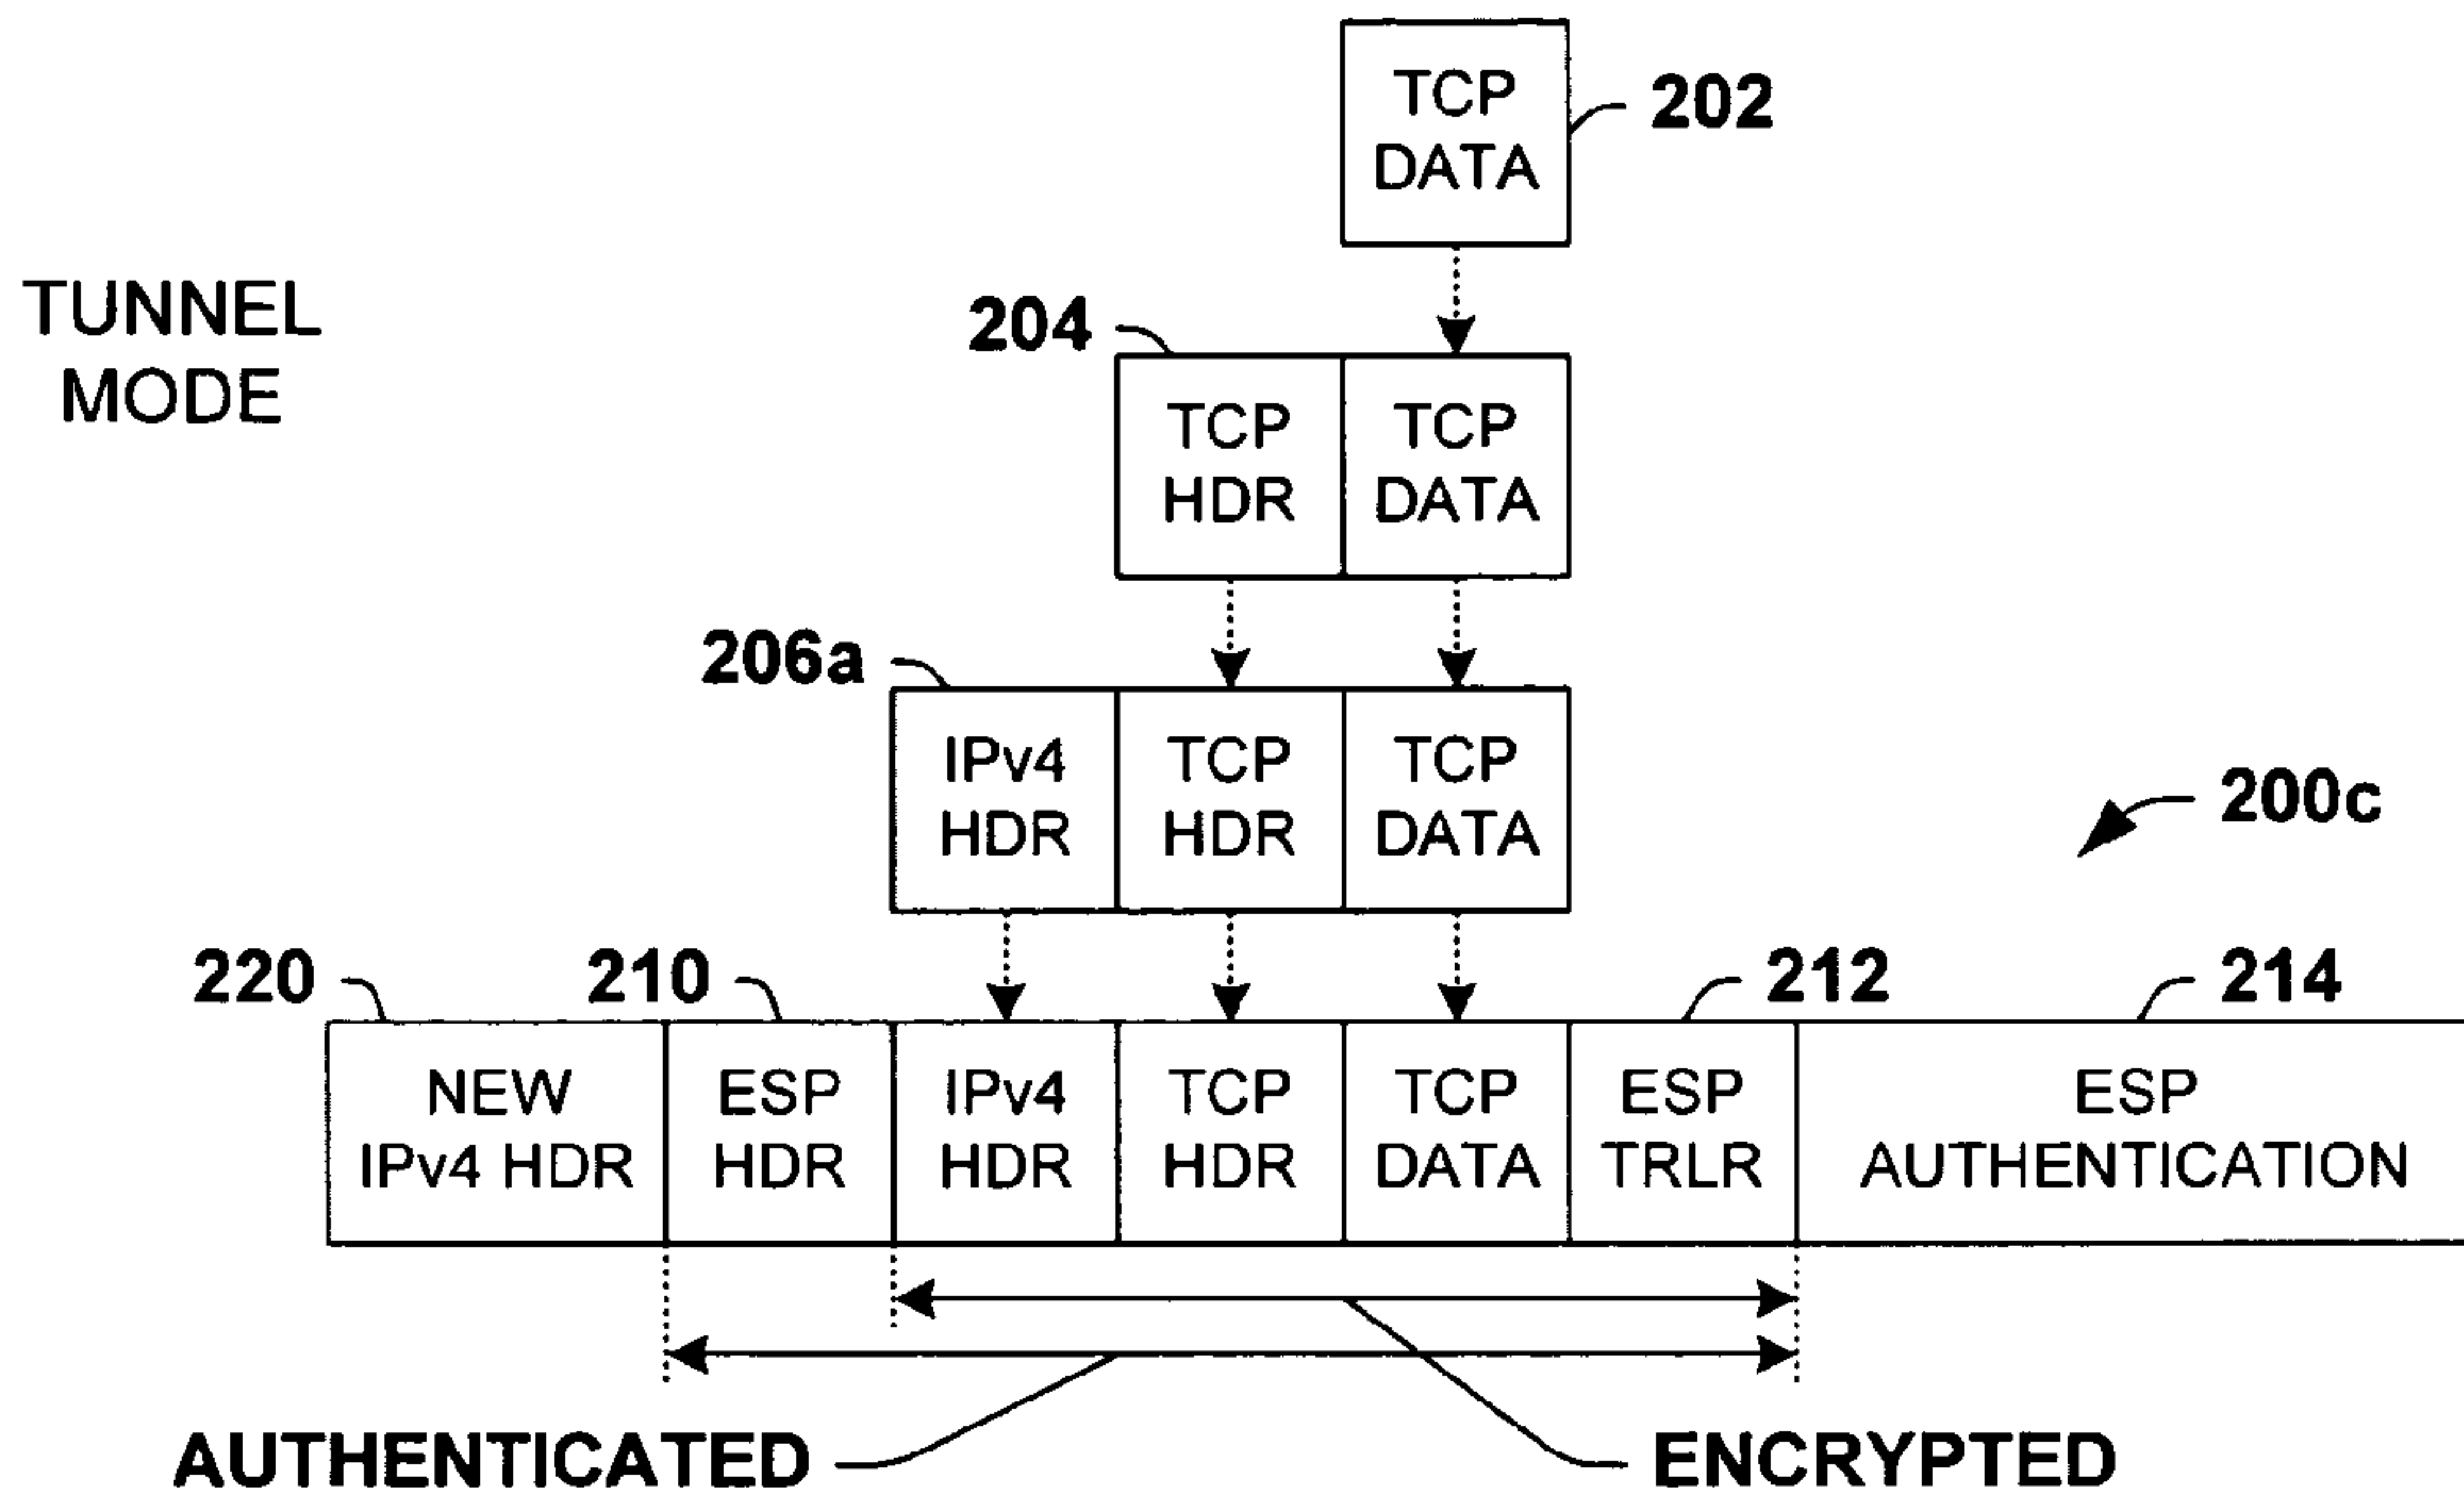 TCP
DATA
202
TUNNEL
MODE
204
TCP
HDR
TCP
DATA
206a
IPv4
HDR
TCP
HDR
TCP
DATA
200c
220
210
212
214
NEW
IPv4 HDR
ESP
HDR
IPv4
HDR
TCP
HDR
TCP
DATA
ESP
TRLR
ESP
AUTHENTICATION
AUTHENTICATED
ENCRYPTED